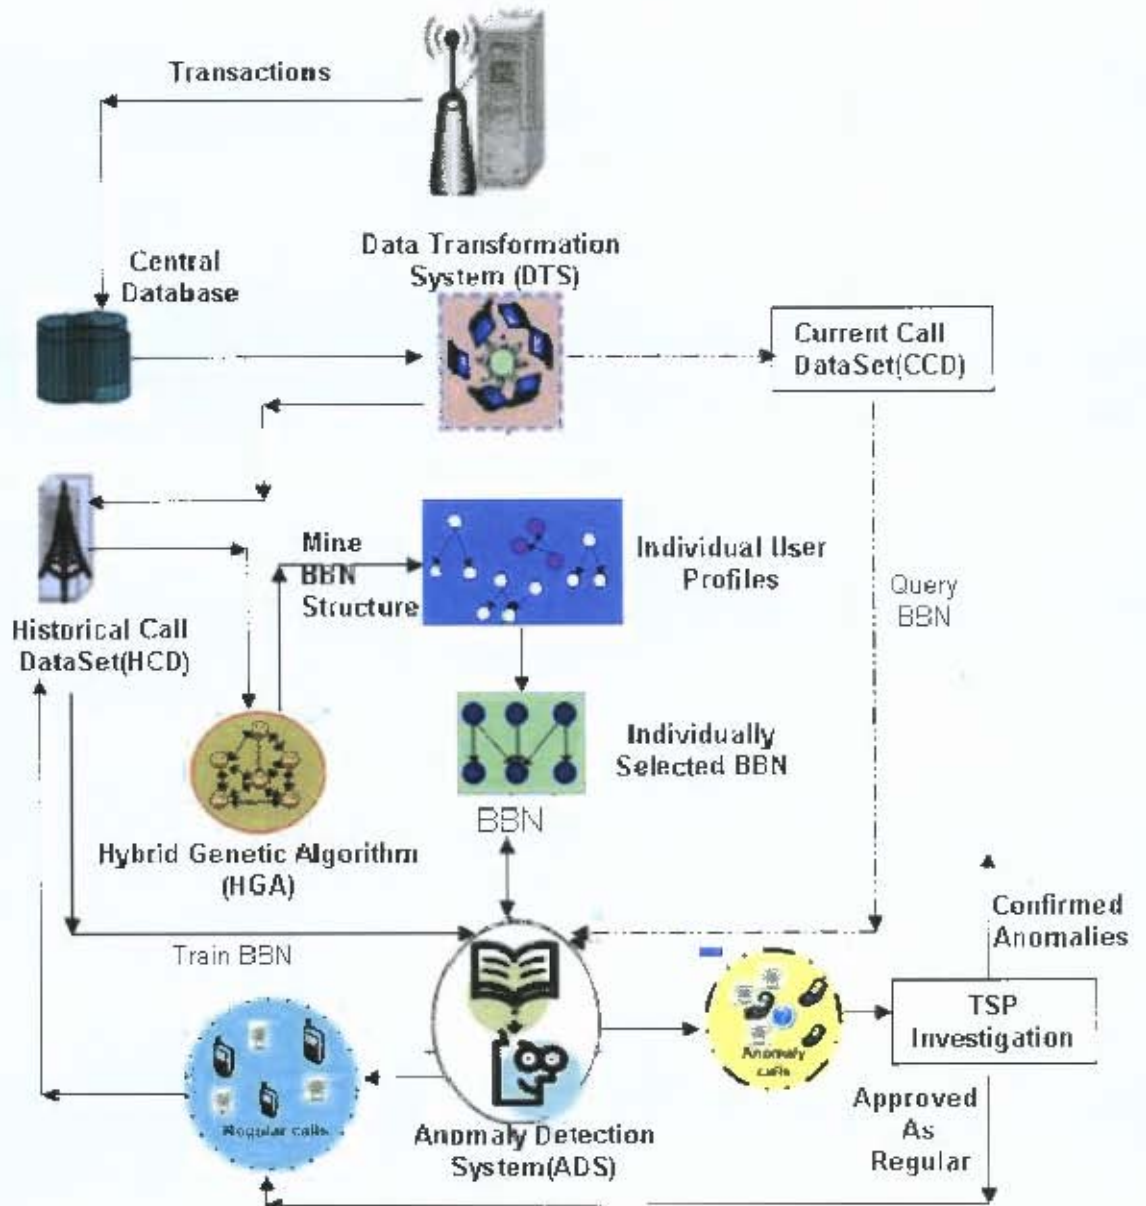 Transactions
Data Transformation
System (DTS)
Central
Database
Current Call
DataSet(CCD)
Mine
BBN
Structure
Individual User
Profiles
Query
BBN
Historical Call
DataSet(HCD)
Individually
Selected BBN
BBN
Hybrid Genetic Algorithm
(HGA)
Confirmed
Anomalies
Train BBN
TSP
Investigation
Anomaly
calls
Regular calls
Approved
As
Regular
Anomaly Detection
System(ADS)